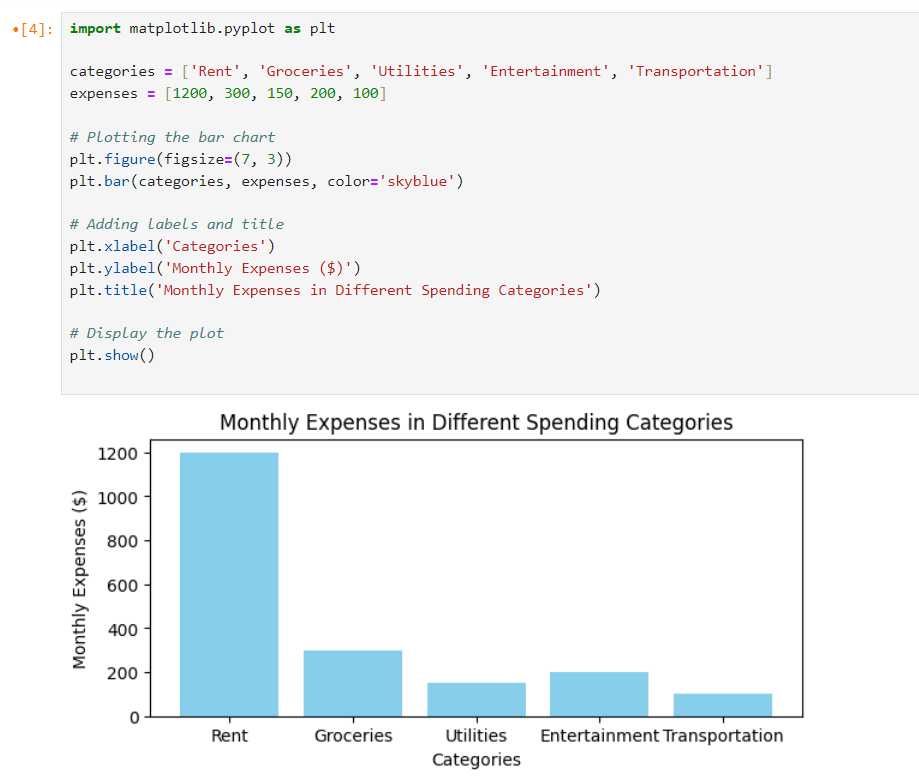 •[4]:
import matplotlib.pyplot as plt
categories = ['Rent', 'Groceries', 'Utilities', 'Entertainment', 'Transportation']
expenses = [1200, 300, 150, 200, 100]
# Plotting the bar chart
plt.figure(figsize=(7, 3))
plt.bar(categories, expenses, color='skyblue')
# Adding labels and title
plt.xlabel('Categories')
plt.ylabel('Monthly Expenses ($)')
plt.title('Monthly Expenses in Different Spending Categories')
# Display the plot
plt.show()
Monthly Expenses in Different Spending Categories
Monthly Expenses ($)
1200
1000
800
600
400
200
0
Rent Groceries Utilities Entertainment Transportation
Categories